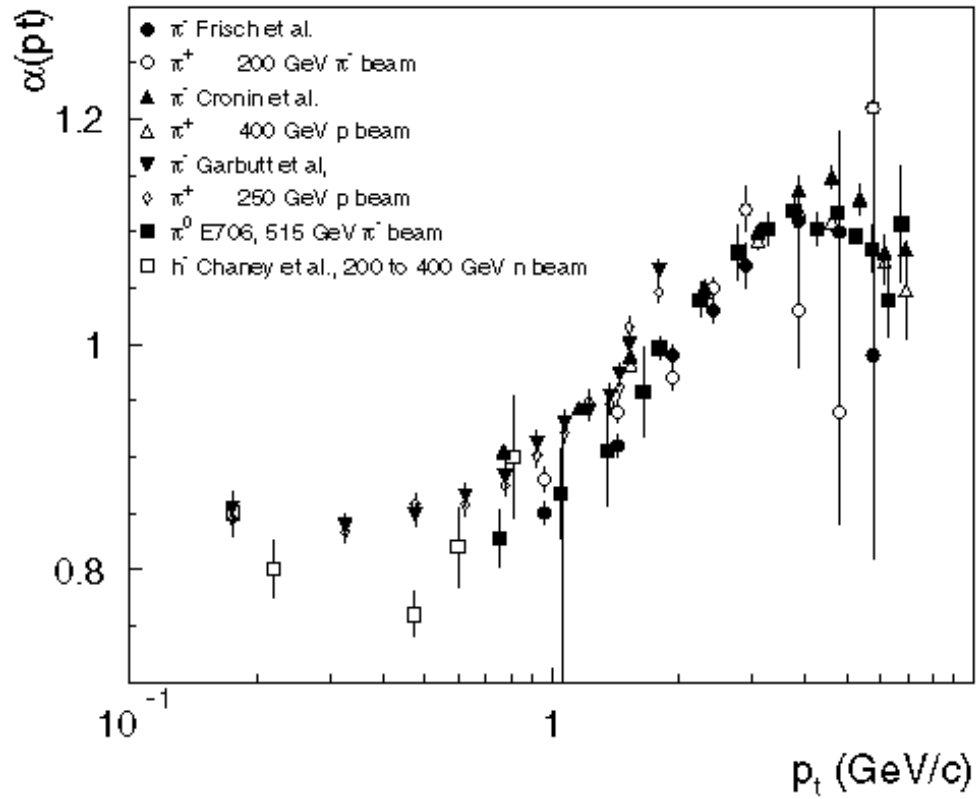 α(pt)
π⁻ Frisch et al.
π⁺ 200 GeV π⁻ beam
π⁻ Cronin et al.
π⁺ 400 GeV p beam
π⁻ Garbutt et al,
π⁺ 250 GeV p beam
π⁰ E706, 515 GeV π⁻ beam
h⁻ Chaney et al., 200 to 400 GeV n beam
1.2
1
0.8
10⁻¹ 1
pₜ (GeV/c)